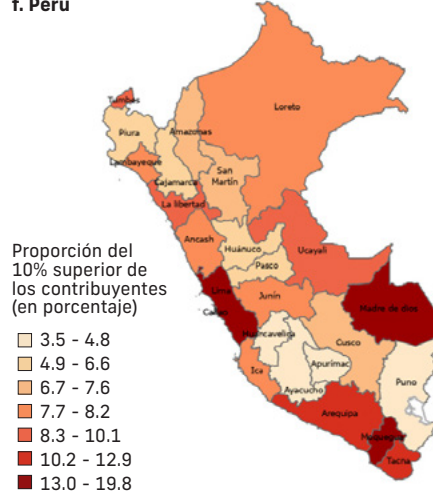 f. Perú
Tumbes
Loreto
Piura
Amazonas
Lambayeque
Cajamarca
San
Martín
La libertad
Ancash
Huánuco
Ucayali
Pasco
Proporción del
10% superior de
los contribuyentes
(en porcentaje)
Lima
Junín
Callao
Madre de dios
Huancavelica
Cusco
Apurímac
Ica
Ayacucho
Puno
Arequipa
Moquegua
Tacna
3.5 - 4.8
4.9 - 6.6
6.7 - 7.6
7.7 - 8.2
8.3 - 10.1
10.2 - 12.9
13.0 - 19.8